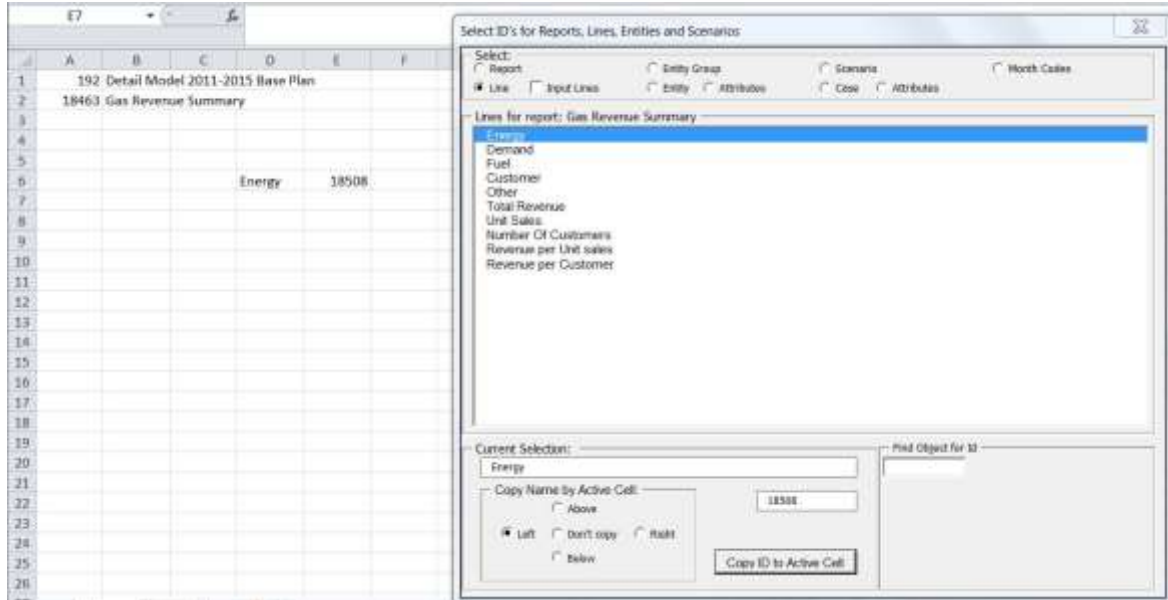 E7
fx
A B C D E F
1 192 Detail Model 2011-2015 Base Plan
2 18463 Gas Revenue Summary
3
4
5
6 Energy 18508
7
8
9
10
11
12
13
14
15
16
17
18
19
20
21
22
23
24
25
26
Select ID's for Reports, Lines, Entities and Scenarios
Select:
Report Entity Group Scenario Month Codes
Line Input Lines Entity Attributes Case Attributes
Lines for report: Gas Revenue Summary
Energy
Demand
Fuel
Customer
Other
Total Revenue
Unit Sales
Number Of Customers
Revenue per Unit sales
Revenue per Customer
Current Selection:
Energy
Copy Name by Active Cell:
Above
Left Don't copy Right
Below
18508
Copy ID to Active Cell
Find Object for Id